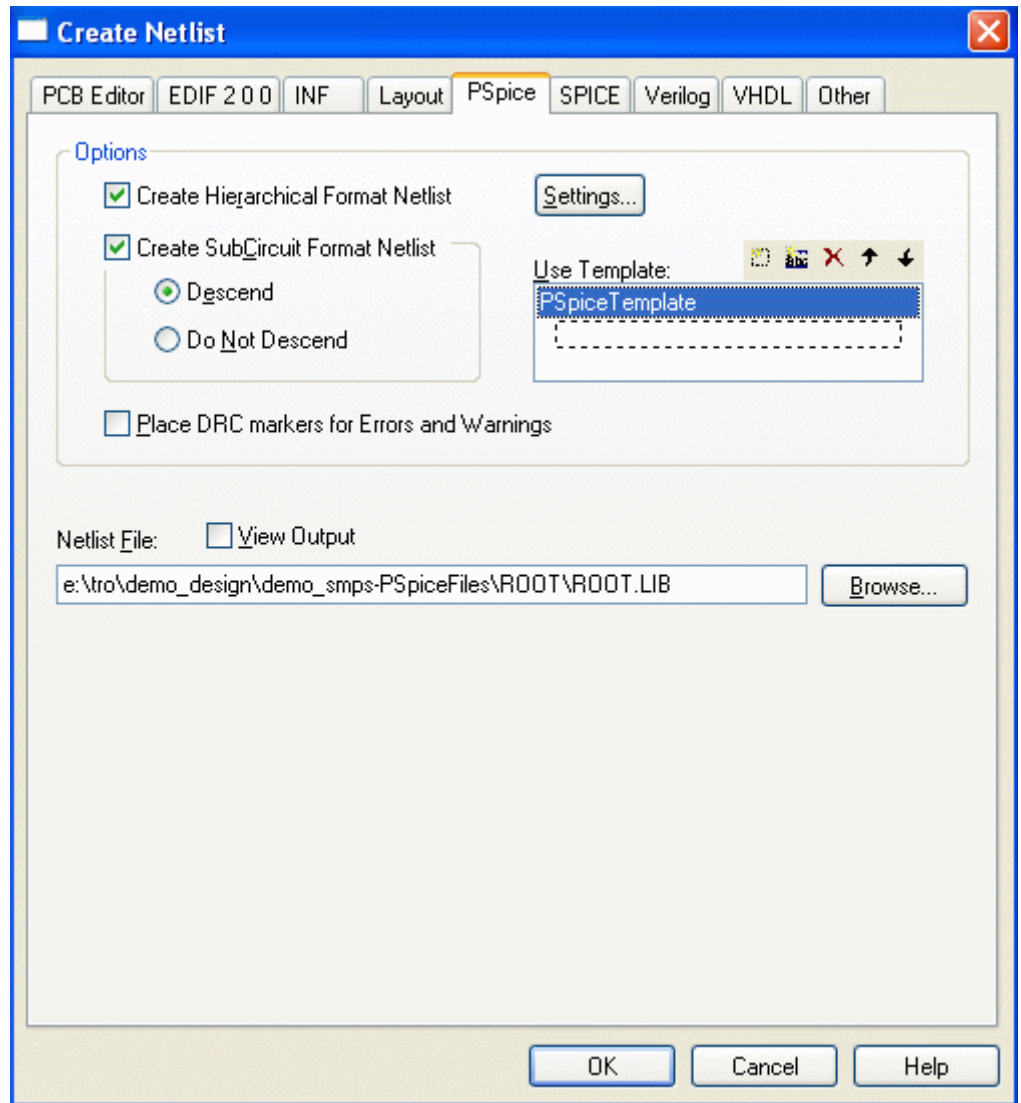 Create Netlist
PCB Editor EDIF 2 0 0 INF Layout PSpice SPICE Verilog VHDL Other
Options
Create Hierarchical Format Netlist Settings...
Create SubCircuit Format Netlist
Use Template: abc
Descend PSpiceTemplate
Do Not Descend
Place DRC markers for Errors and Warnings
Netlist File: View Output
e:\tro\demo_design\demo_smps-PSpiceFiles\ROOT\ROOT.LIB Browse...
OK Cancel Help